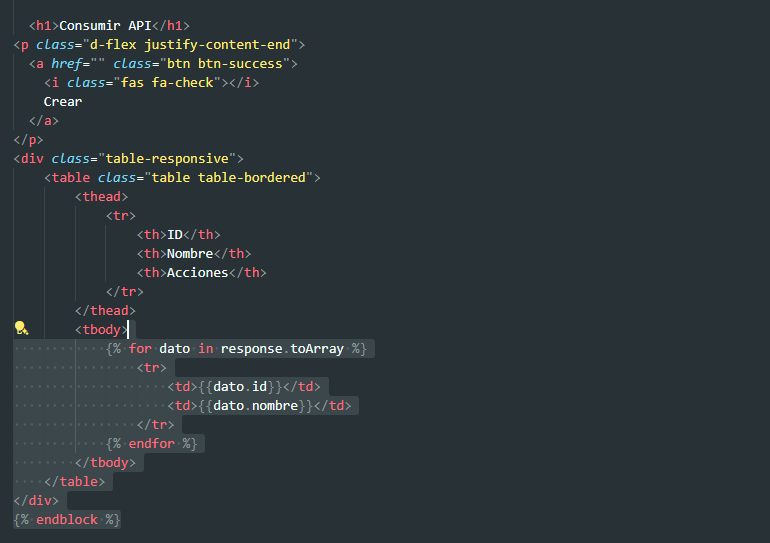 <h1>Consumir API</h1>
<p class="d-flex justify-content-end">
<a href="" class="btn btn-success">
<i class="fas fa-check"></i>
Crear
</a>
</p>
<div class="table-responsive">
<table class="table table-bordered">
<thead>
<tr>
<th>ID</th>
<th>Nombre</th>
<th>Acciones</th>
</tr>
</thead>
<tbody>
{% for dato in response.toArray %}
<tr>
<td>{{dato.id}}</td>
<td>{{dato.nombre}}</td>
</tr>
{% endfor %}
</tbody>
</table>
</div>
{% endblock %}